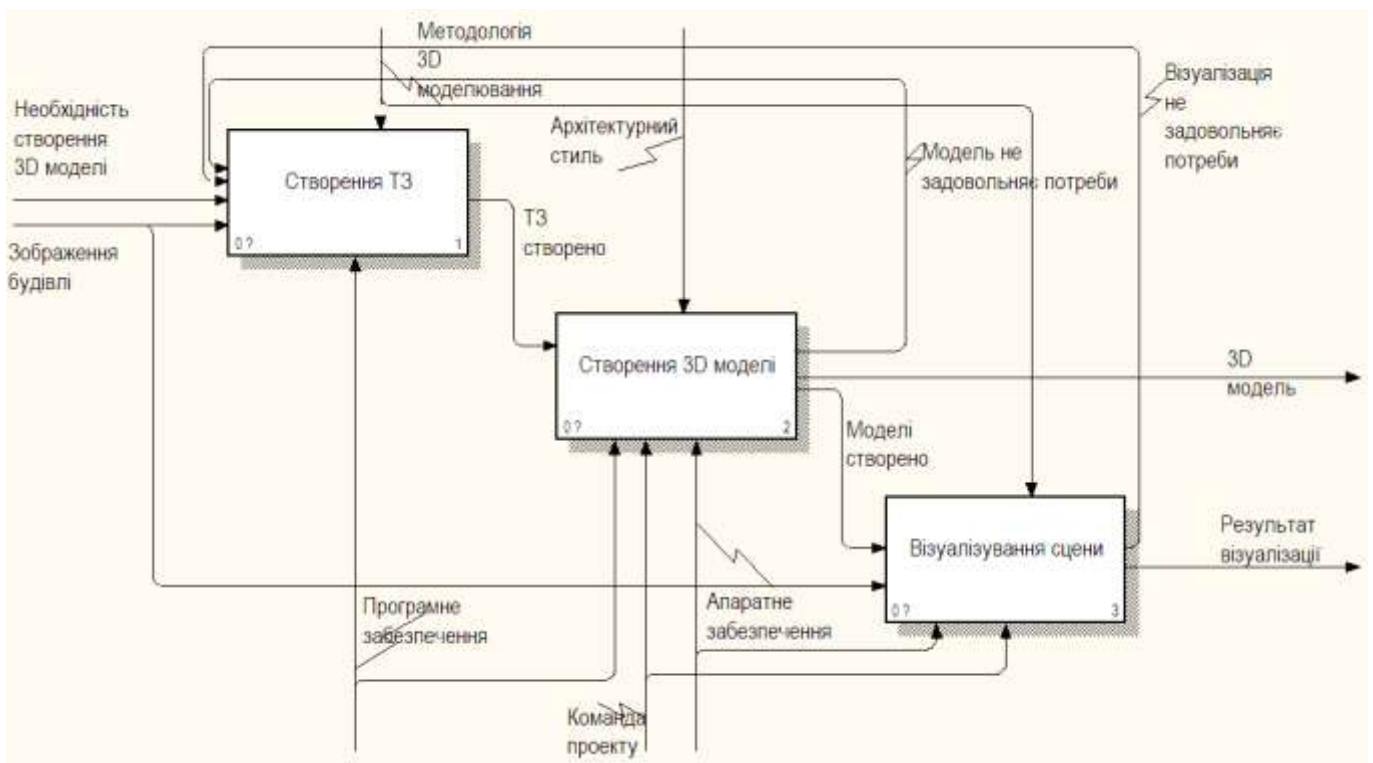 Методологія
3D
моделювання
Необхідність
створення
3D моделі
Візуалізація
не
задовольняє
потреби
Архітектурний
стиль
Модель не
задовольняє потреби
Створення ТЗ
0 ?
1
Зображення
будівлі
ТЗ
створено
Створення 3D моделі
0 ?
2
3D
модель
Моделі
створено
Візуалізування сцени
0 ?
3
Результат
візуалізації
Програмне
забезпечення
Апаратне
забезпечення
Команда
проекту